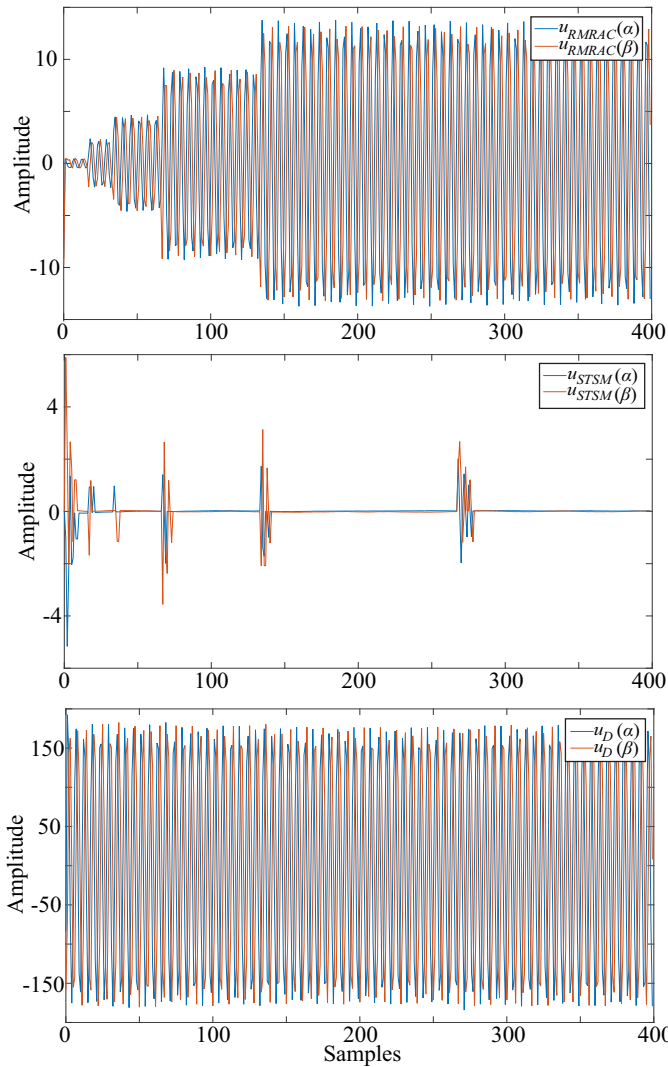 Amplitude
10
0
-10
u_RMRAC(α)
u_RMRAC(β)
0 100 200 300 400
Amplitude
4
0
-4
u_STSM(α)
u_STSM(β)
0 100 200 300 400
Amplitude
150
50
-50
-150
u_D(α)
u_D(β)
0 100 200 300 400
Samples